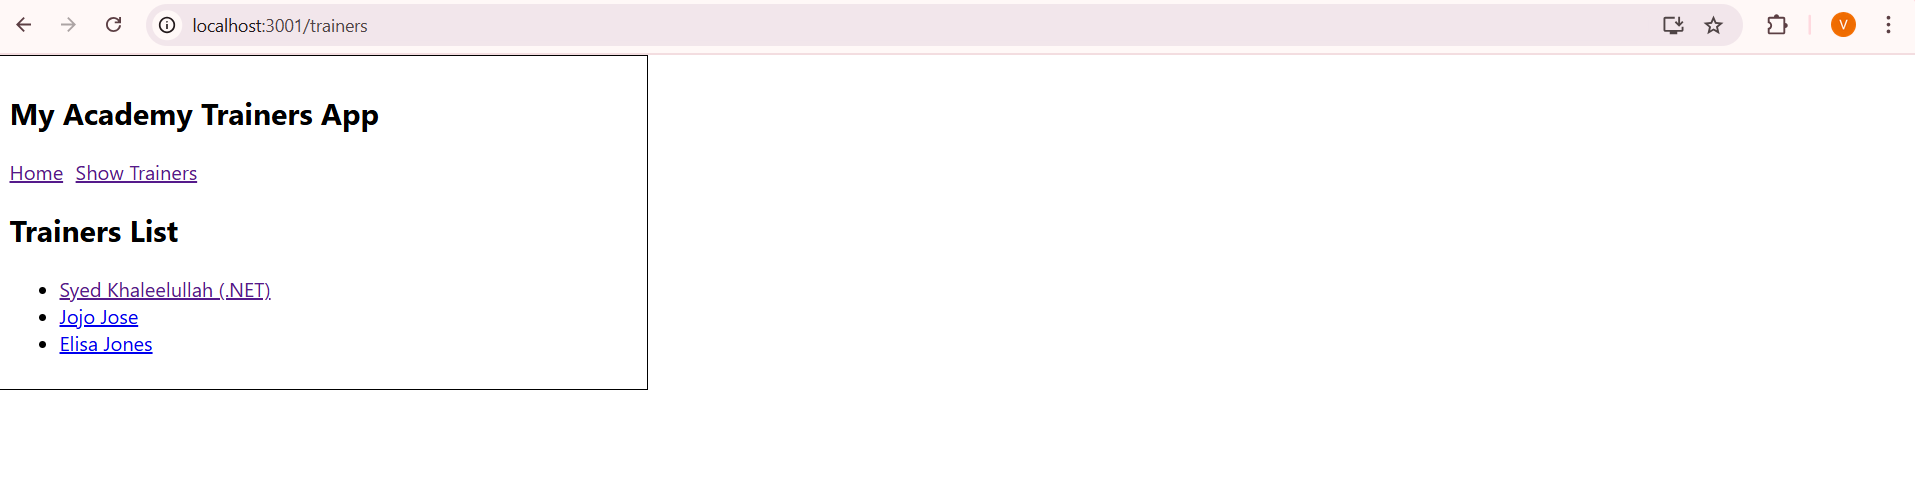 localhost:3001/trainers
V
My Academy Trainers App
Home Show Trainers
Trainers List
Syed Khaleelullah (.NET)
Jojo Jose
Elisa Jones